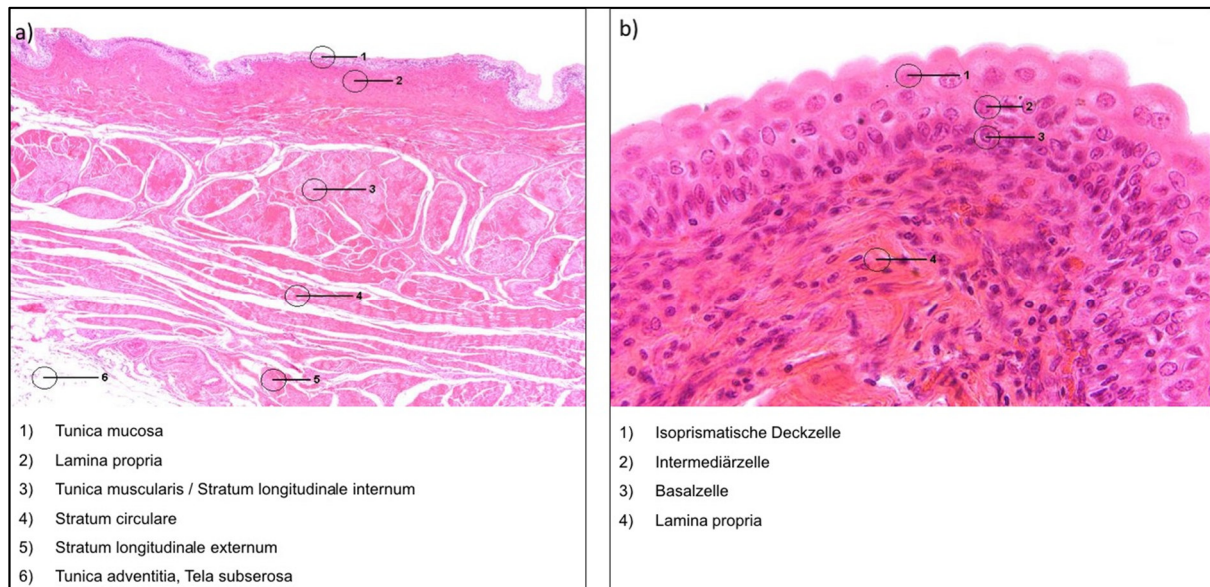 a)
1
2
3
4
5
6
1) Tunica mucosa
2) Lamina propria
3) Tunica muscularis / Stratum longitudinale internum
4) Stratum circulare
5) Stratum longitudinale externum
6) Tunica adventitia, Tela subserosa
b)
1
2
3
4
1) Isoprismatische Deckzelle
2) Intermediärzelle
3) Basalzelle
4) Lamina propria